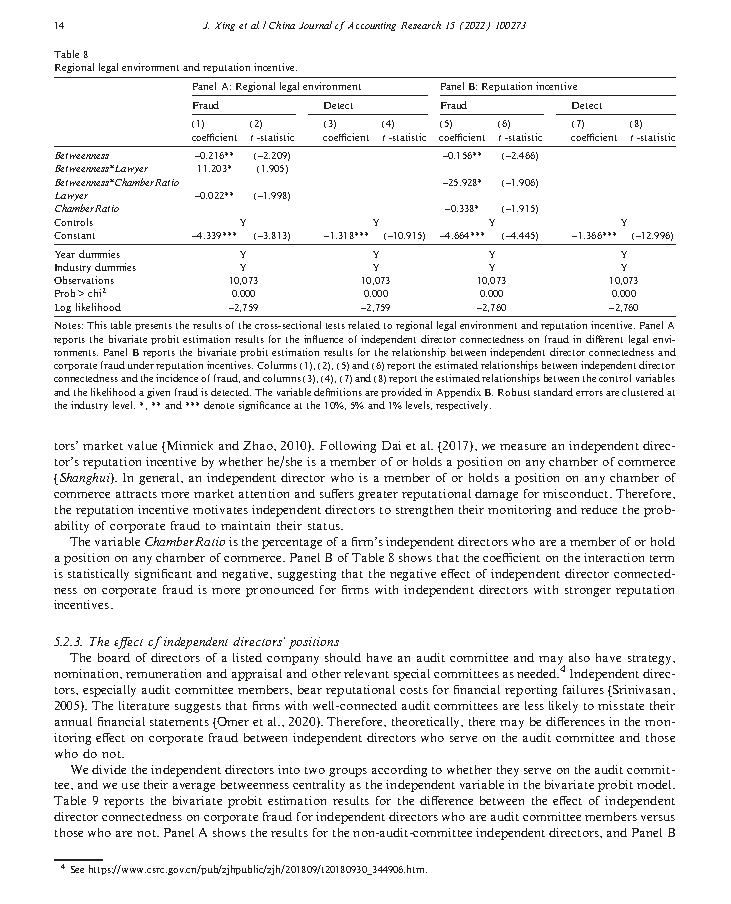 14
J. Xing et al. / China Journal of Accounting Research 15 (2022) 100273
Table 8
Regional legal environment and reputation incentive.
Panel A: Regional legal environment Panel B: Reputation incentive
Fraud Detect Fraud Detect
(1) (2) (3) (4) (5) (6) (7) (8)
coefficient t-statistic coefficient t-statistic coefficient t-statistic coefficient t-statistic
Betweenness −0.216** (−2.209) −0.156** (−2.466)
Betweenness*Lawyer 11.203* (1.905)
Betweenness*ChamberRatio −25.928* (−1.906)
Lawyer −0.022** (−1.998)
ChamberRatio −0.338* (−1.915)
Controls Y Y Y Y
Constant −4.339*** (−3.813) −1.318*** (−10.915) −4.664*** (−4.445) −1.366*** (−12.996)
Year dummies Y Y Y Y
Industry dummies Y Y Y Y
Observations 10,073 10,073 10,073 10,073
Prob > chi² 0.000 0.000 0.000 0.000
Log likelihood −2,759 −2,759 −2,760 −2,760
Notes: This table presents the results of the cross-sectional tests related to regional legal environment and reputation incentive. Panel A
reports the bivariate probit estimation results for the influence of independent director connectedness on fraud in different legal envi-
ronments. Panel B reports the bivariate probit estimation results for the relationship between independent director connectedness and
corporate fraud under reputation incentives. Columns (1), (2), (5) and (6) report the estimated relationships between independent director
connectedness and the incidence of fraud, and columns (3), (4), (7) and (8) report the estimated relationships between the control variables
and the likelihood a given fraud is detected. The variable definitions are provided in Appendix B. Robust standard errors are clustered at
the industry level. *, ** and *** denote significance at the 10%, 5% and 1% levels, respectively.
tors' market value (Minnick and Zhao, 2010). Following Dai et al. (2017), we measure an independent direc-
tor's reputation incentive by whether he/she is a member of or holds a position on any chamber of commerce
(Shanghui). In general, an independent director who is a member of or holds a position on any chamber of
commerce attracts more market attention and suffers greater reputational damage for misconduct. Therefore,
the reputation incentive motivates independent directors to strengthen their monitoring and reduce the prob-
ability of corporate fraud to maintain their status.
The variable ChamberRatio is the percentage of a firm's independent directors who are a member of or hold
a position on any chamber of commerce. Panel B of Table 8 shows that the coefficient on the interaction term
is statistically significant and negative, suggesting that the negative effect of independent director connected-
ness on corporate fraud is more pronounced for firms with independent directors with stronger reputation
incentives.
5.2.3. The effect of independent directors' positions
The board of directors of a listed company should have an audit committee and may also have strategy,
nomination, remuneration and appraisal and other relevant special committees as needed.⁴ Independent direc-
tors, especially audit committee members, bear reputational costs for financial reporting failures (Srinivasan,
2005). The literature suggests that firms with well-connected audit committees are less likely to misstate their
annual financial statements (Omer et al., 2020). Therefore, theoretically, there may be differences in the mon-
itoring effect on corporate fraud between independent directors who serve on the audit committee and those
who do not.
We divide the independent directors into two groups according to whether they serve on the audit commit-
tee, and we use their average betweenness centrality as the independent variable in the bivariate probit model.
Table 9 reports the bivariate probit estimation results for the difference between the effect of independent
director connectedness on corporate fraud for independent directors who are audit committee members versus
those who are not. Panel A shows the results for the non-audit-committee independent directors, and Panel B
⁴ See https://www.csrc.gov.cn/pub/zjhpublic/zjh/201809/t20180930_344906.htm.